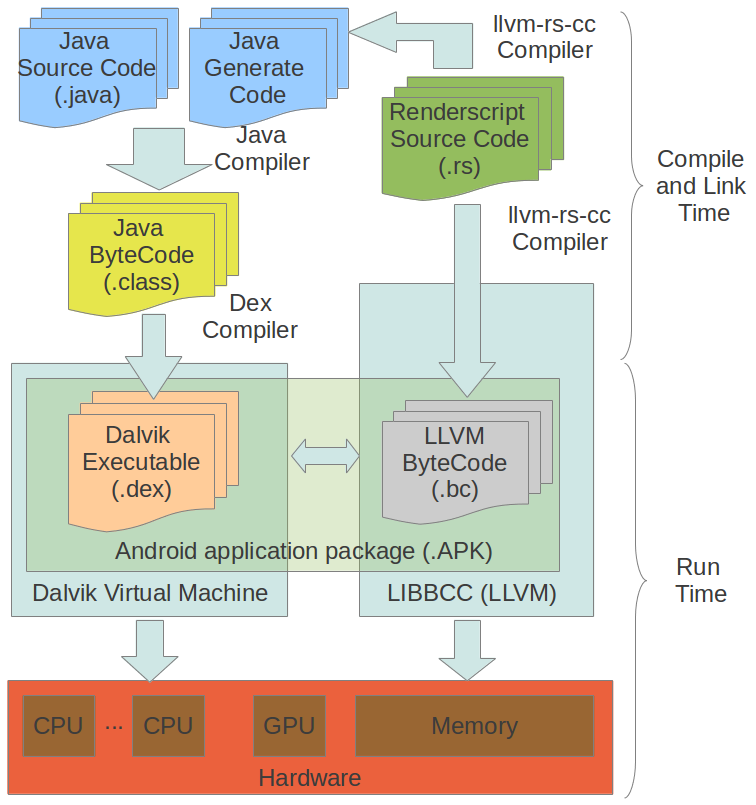 Java
Source Code
(.java)
Java
Generate
Code
llvm-rs-cc
Compiler
Renderscript
Source Code
(.rs)
Java
Compiler
Compile
and Link
Time
Java
ByteCode
(.class)
llvm-rs-cc
Compiler
Dex
Compiler
Dalvik
Executable
(.dex)
LLVM
ByteCode
(.bc)
Android application package (.APK)
Dalvik Virtual Machine
LIBBCC (LLVM)
Run
Time
CPU
...
CPU
GPU
Memory
Hardware